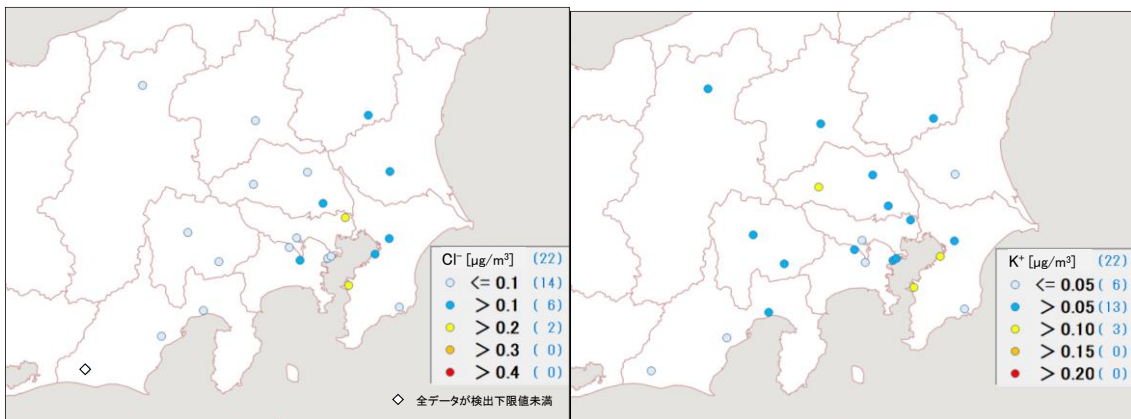 Cl⁻ [μg/m³] (22)
<= 0.1 (14)
> 0.1 ( 6)
> 0.2 ( 2)
> 0.3 ( 0)
> 0.4 ( 0)
◇ 全データが検出下限値未満
K⁺ [μg/m³] (22)
<= 0.05 ( 6)
> 0.05 (13)
> 0.10 ( 3)
> 0.15 ( 0)
> 0.20 ( 0)